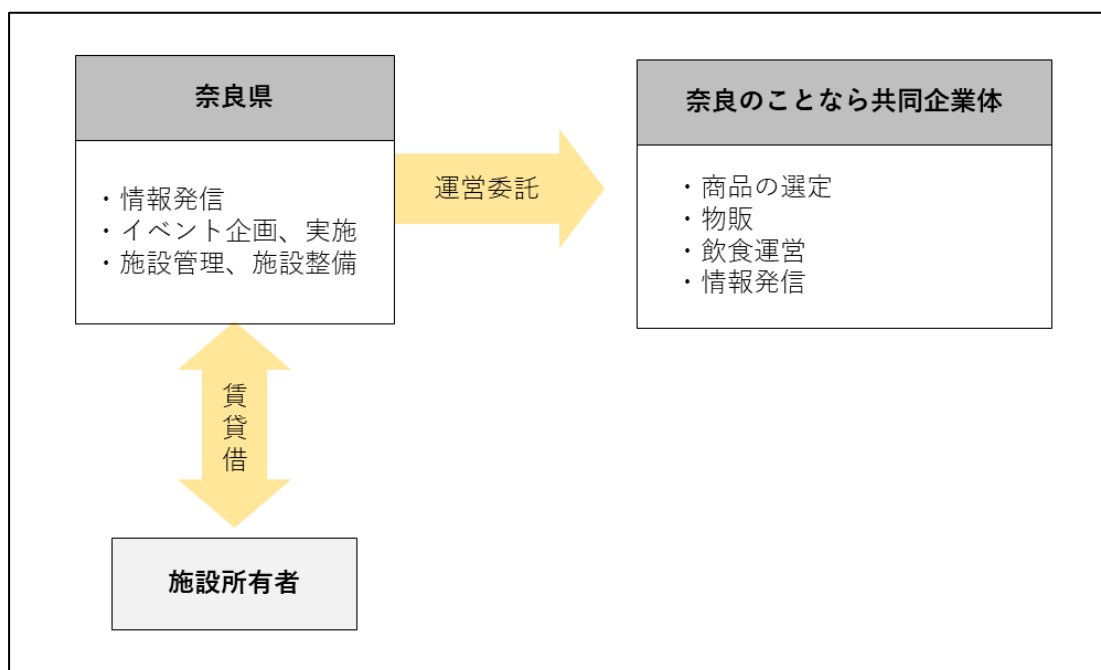 奈良県
・情報発信
・イベント企画、実施
・施設管理、施設整備
運営委託
奈良のことなら共同企業体
・商品の選定
・物販
・飲食運営
・情報発信
賃貸借
施設所有者